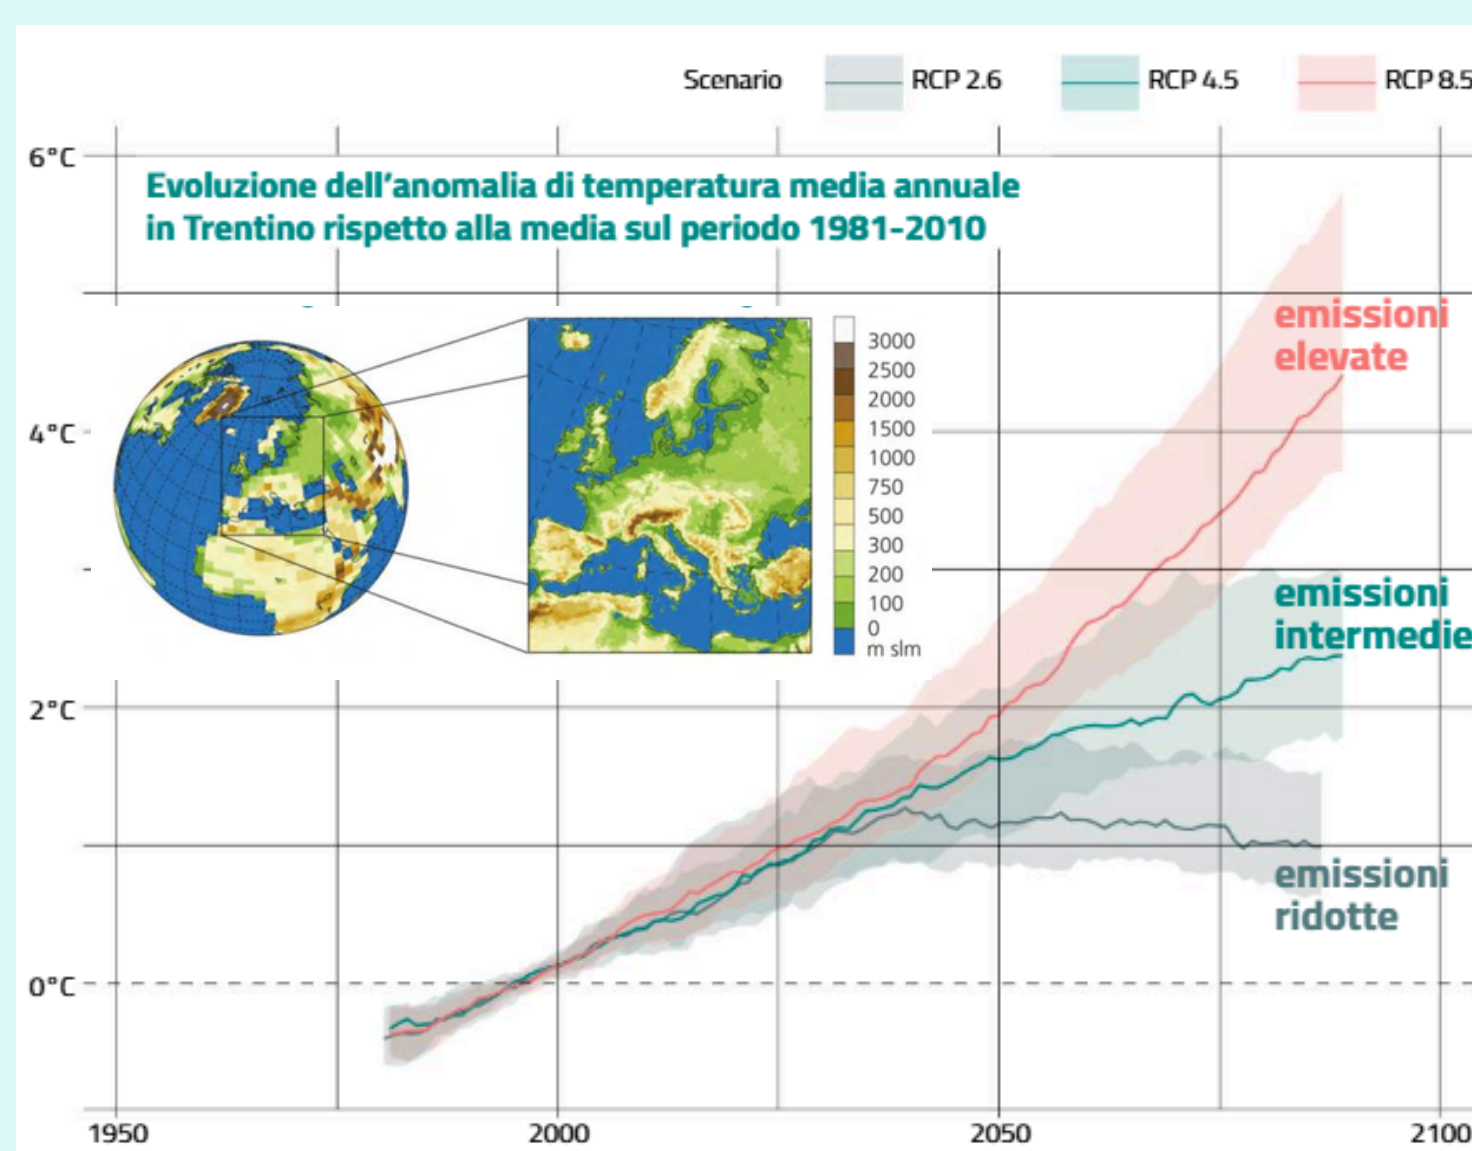 Scenario RCP 2.6 RCP 4.5 RCP 8.5
6°C
Evoluzione dell'anomalia di temperatura media annuale
in Trentino rispetto alla media sul periodo 1981-2010
emissioni
elevate
3000
2500
2000
1500
1000
750
500
300
200
100
0
m slm
4°C
emissioni
intermedie
2°C
emissioni
ridotte
0°C
1950 2000 2050 2100